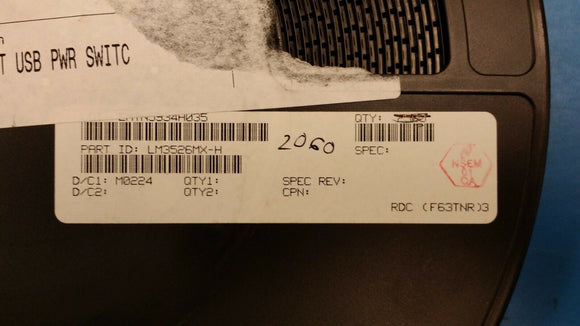 T USB PWR SWITC
QTY:
2060
PART ID: LM3526MX-H
SPEC:
NSEM
D/C1: M0224 QTY1: SPEC REV:
D/C2: QTY2: CPN:
RDC (F63TNR)3